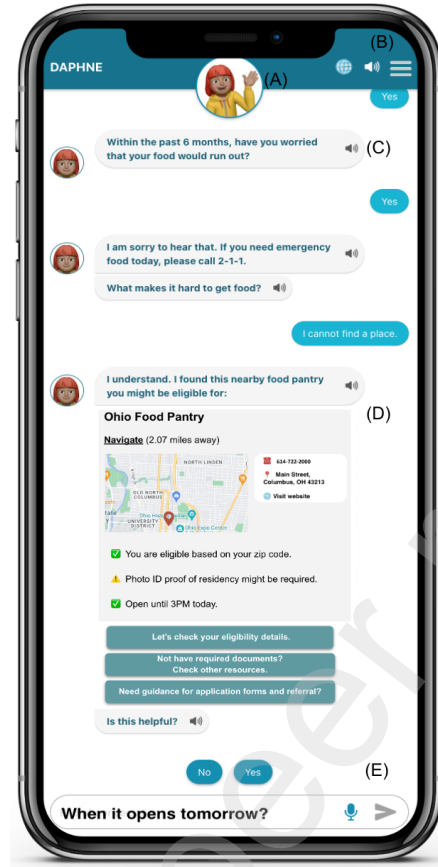 (B)
DAPHNE
(A)
Yes
Within the past 6 months, have you worried
that your food would run out?
(C)
Yes
I am sorry to hear that. If you need emergency
food today, please call 2-1-1.
What makes it hard to get food?
I cannot find a place.
I understand. I found this nearby food pantry
you might be eligible for:
(D)
Ohio Food Pantry
Navigate (2.07 miles away)
NORTH LINDEN
OLD NORTH
COLUMBUS
UNIVERSITY
DISTRICT
Ohio Expo Center
614-722-2000
Main Street,
Columbus, OH 43213
Visit website
You are eligible based on your zip code.
Photo ID proof of residency might be required.
Open until 3PM today.
Let's check your eligibility details.
Not have required documents?
Check other resources.
Need guidance for application forms and referral?
Is this helpful?
No
Yes
(E)
When it opens tomorrow?